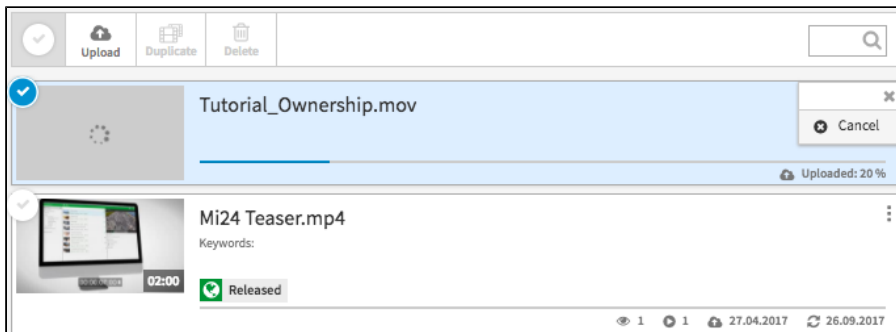 Upload
Duplicate
Delete
Tutorial_Ownership.mov
Cancel
Uploaded: 20 %
Mi24 Teaser.mp4
Keywords:
02:00
Released
1 1 27.04.2017 26.09.2017